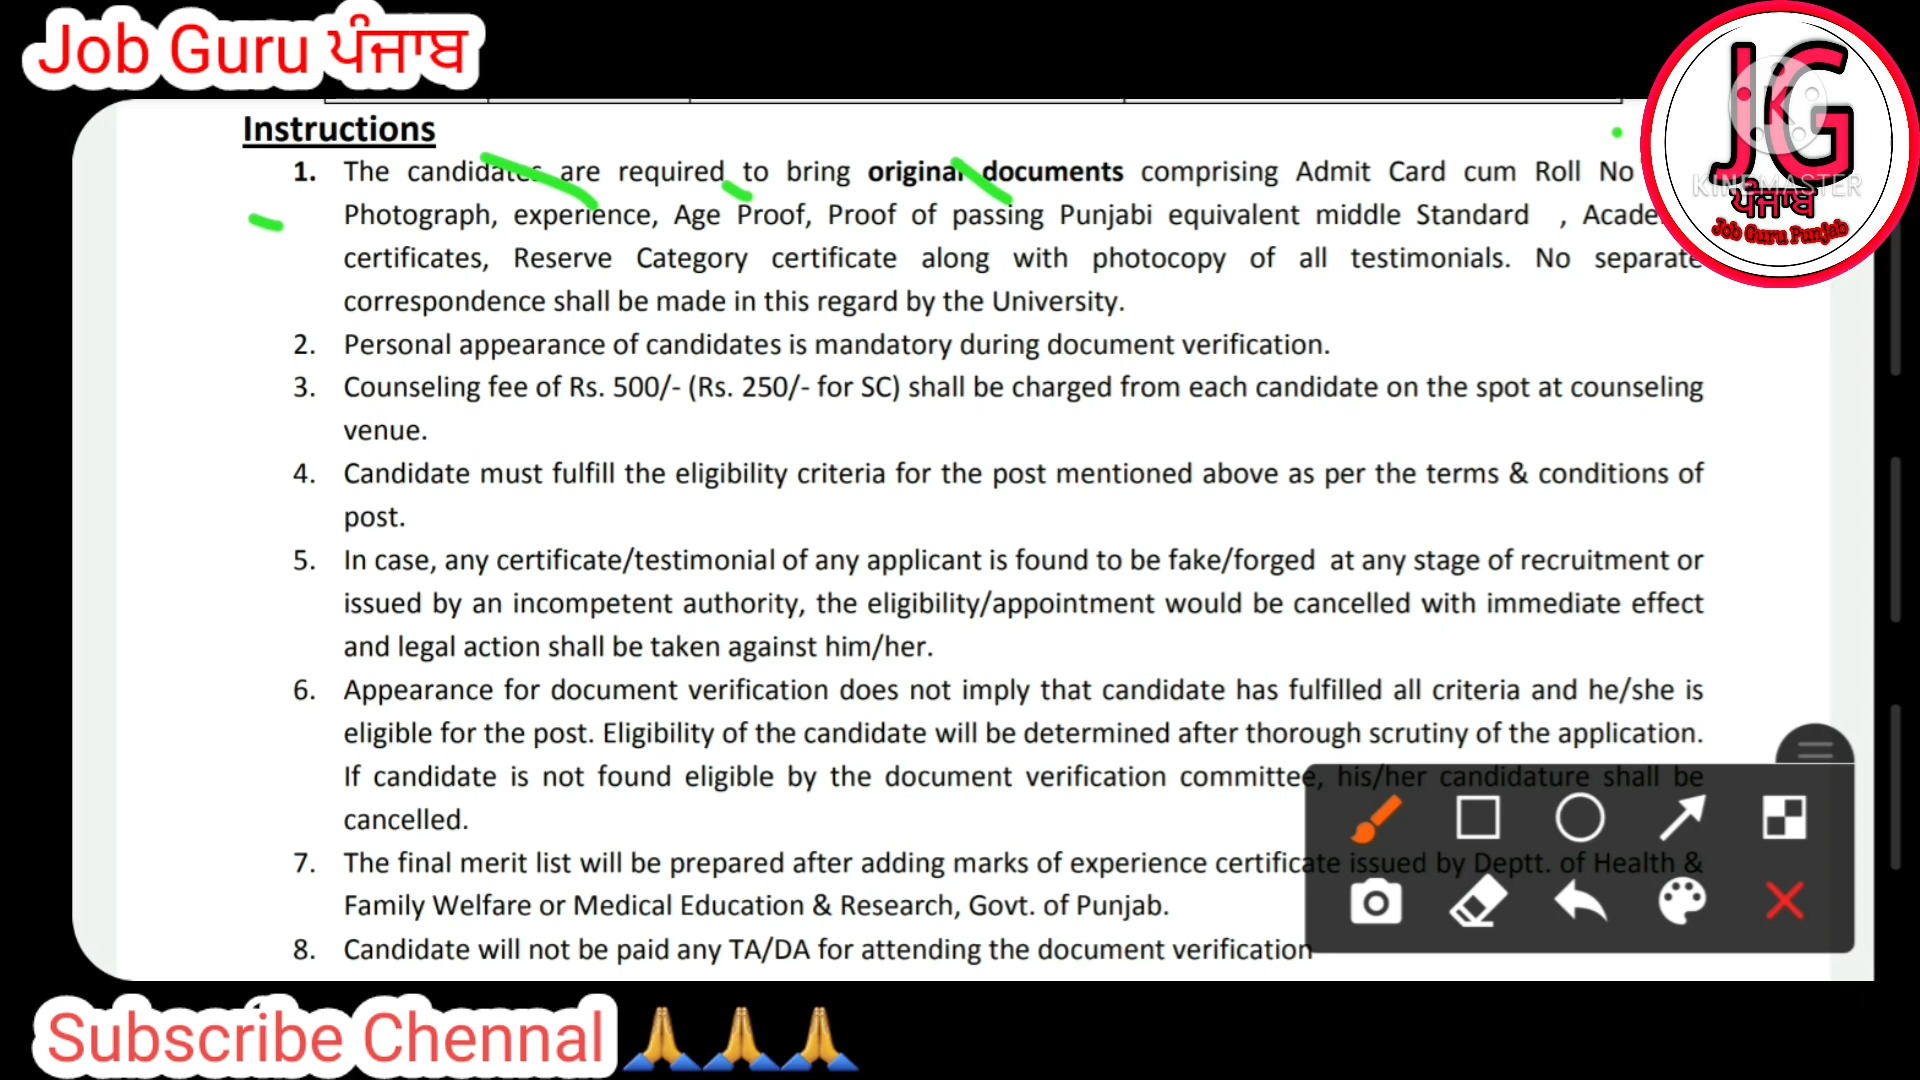 Job Guru ਪੰਜਾਬ
JG
K
KINEMASTER
ਪੰਜਾਬ
Job Guru Punjab
Instructions
1. The candidates are required to bring original documents comprising Admit Card cum Roll No
Photograph, experience, Age Proof, Proof of passing Punjabi equivalent middle Standard ,
certificates, Reserve Category certificate along with photocopy of all testimonials. No separate
correspondence shall be made in this regard by the University.
2. Personal appearance of candidates is mandatory during document verification.
3. Counseling fee of Rs. 500/- (Rs. 250/- for SC) shall be charged from each candidate on the spot at counseling
venue.
4. Candidate must fulfill the eligibility criteria for the post mentioned above as per the terms & conditions of
post.
5. In case, any certificate/testimonial of any applicant is found to be fake/forged at any stage of recruitment or
issued by an incompetent authority, the eligibility/appointment would be cancelled with immediate effect
and legal action shall be taken against him/her.
6. Appearance for document verification does not imply that candidate has fulfilled all criteria and he/she is
eligible for the post. Eligibility of the candidate will be determined after thorough scrutiny of the application.
If candidate is not found eligible by the document verification committee, his/her candidature shall be
cancelled.
7. The final merit list will be prepared after adding marks of experience certificate issued by Deptt. of Health &
Family Welfare or Medical Education & Research, Govt. of Punjab.
8. Candidate will not be paid any TA/DA for attending the document verification
Subscribe Chennal 🙏🙏🙏